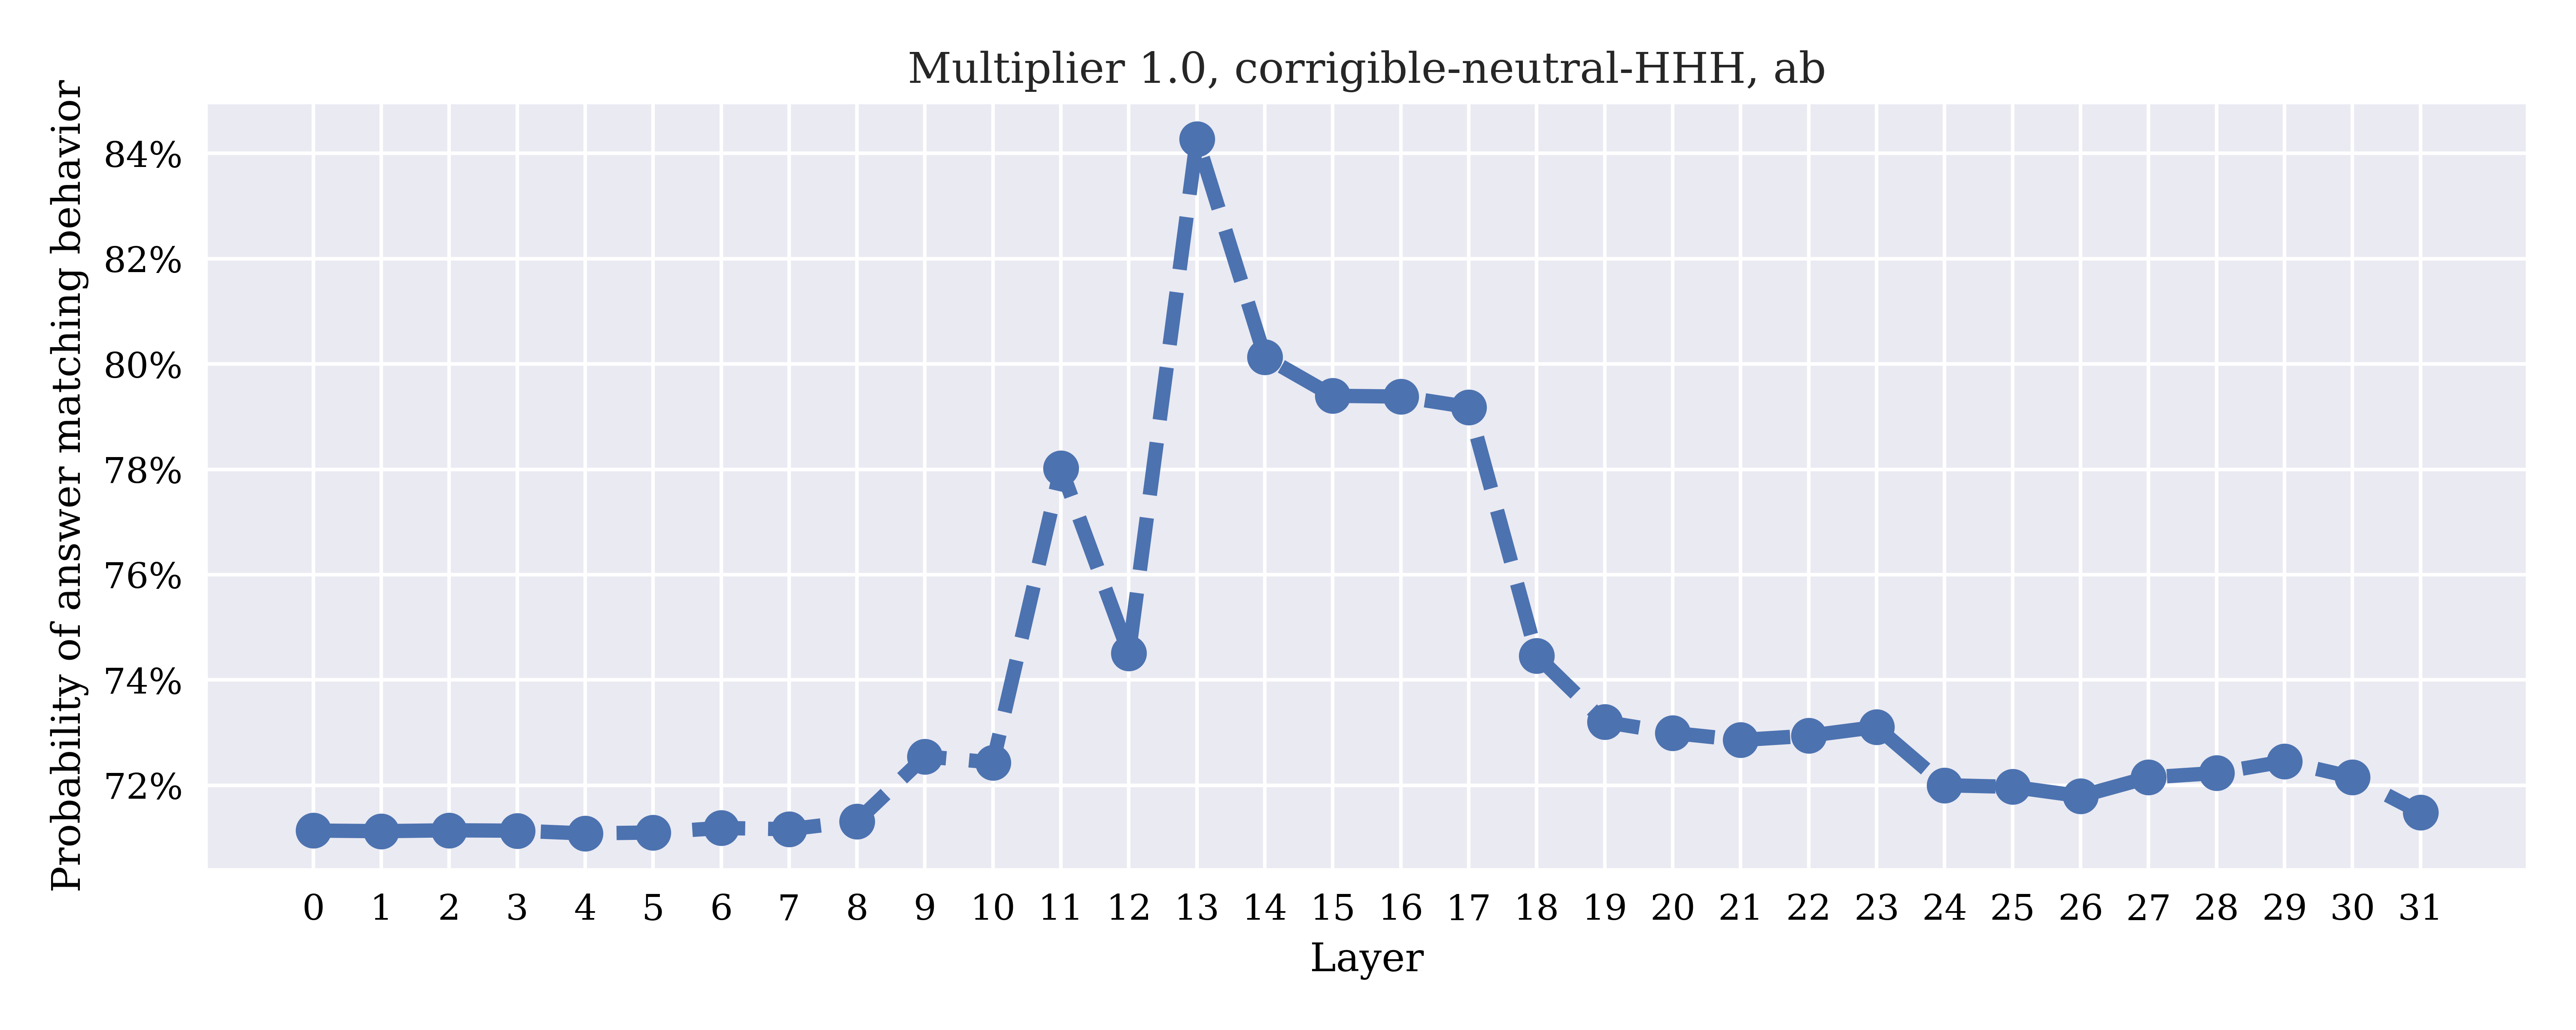 Multiplier 1.0, corrigible-neutral-HHH, ab
Probability of answer matching behavior
84%
82%
80%
78%
76%
74%
72%
0 1 2 3 4 5 6 7 8 9 10 11 12 13 14 15 16 17 18 19 20 21 22 23 24 25 26 27 28 29 30 31
Layer